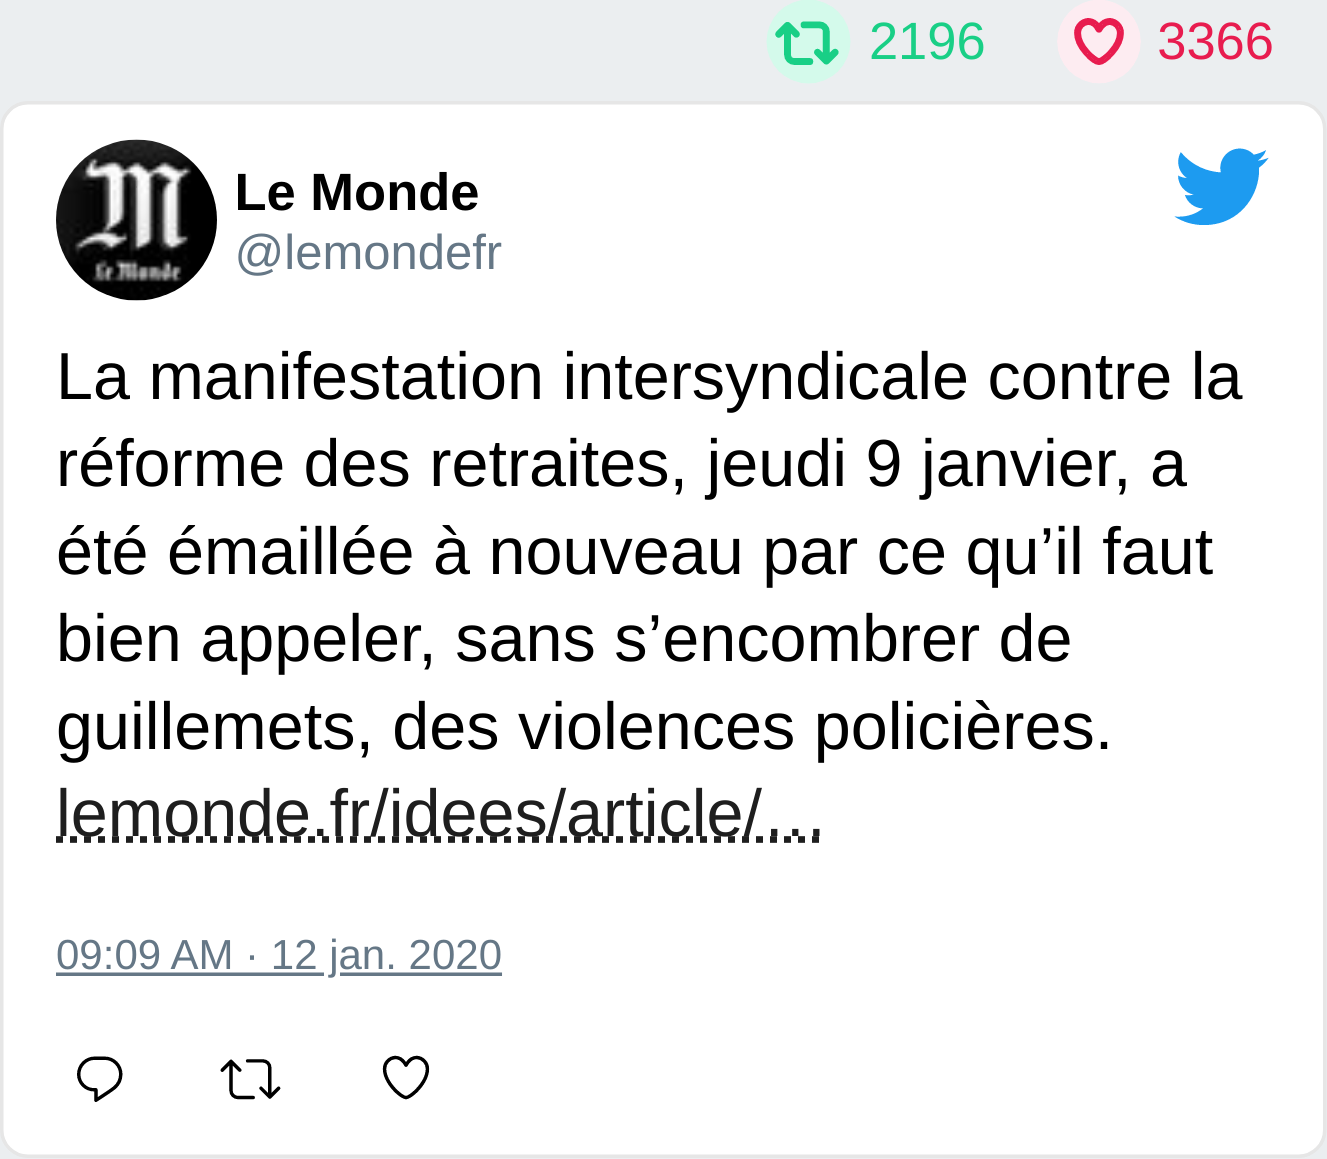 2196 3366
Le Monde
Le Monde
@lemondefr
La manifestation intersyndicale contre la
réforme des retraites, jeudi 9 janvier, a
été émaillée à nouveau par ce qu’il faut
bien appeler, sans s’encombrer de
guillemets, des violences policières.
lemonde.fr/idees/article/...
09:09 AM · 12 jan. 2020